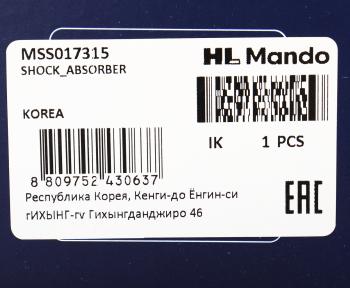 MSS017315
HL Mando
SHOCK_ABSORBER
KOREA
IK 1 PCS
8 809752 430637
EAC
Республика Корея, Кенги-до Ёнгин-си
гИХЫНГ-гv Гихынгданджиро 46